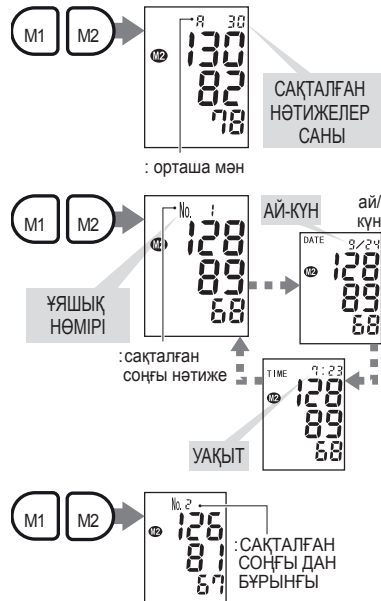 M1 M2
A 30
M2 130
82
78
САҚТАЛҒАН
НӘТИЖЕЛЕР
САНЫ
: орташа мән
M1 M2
No. 1
M2 128
89
68
ҰЯШЫҚ
НӨМІРІ
:сақталған
соңғы нәтиже
АЙ-КҮН
ай/
күн
DATE 9/24
M2 128
89
68
TIME 7:23
M2 128
89
68
УАҚЫТ
M1 M2
No. 2
M2 126
81
67
:САҚТАЛҒАН
СОҢҒЫ ДАН
БҰРЫНҒЫ